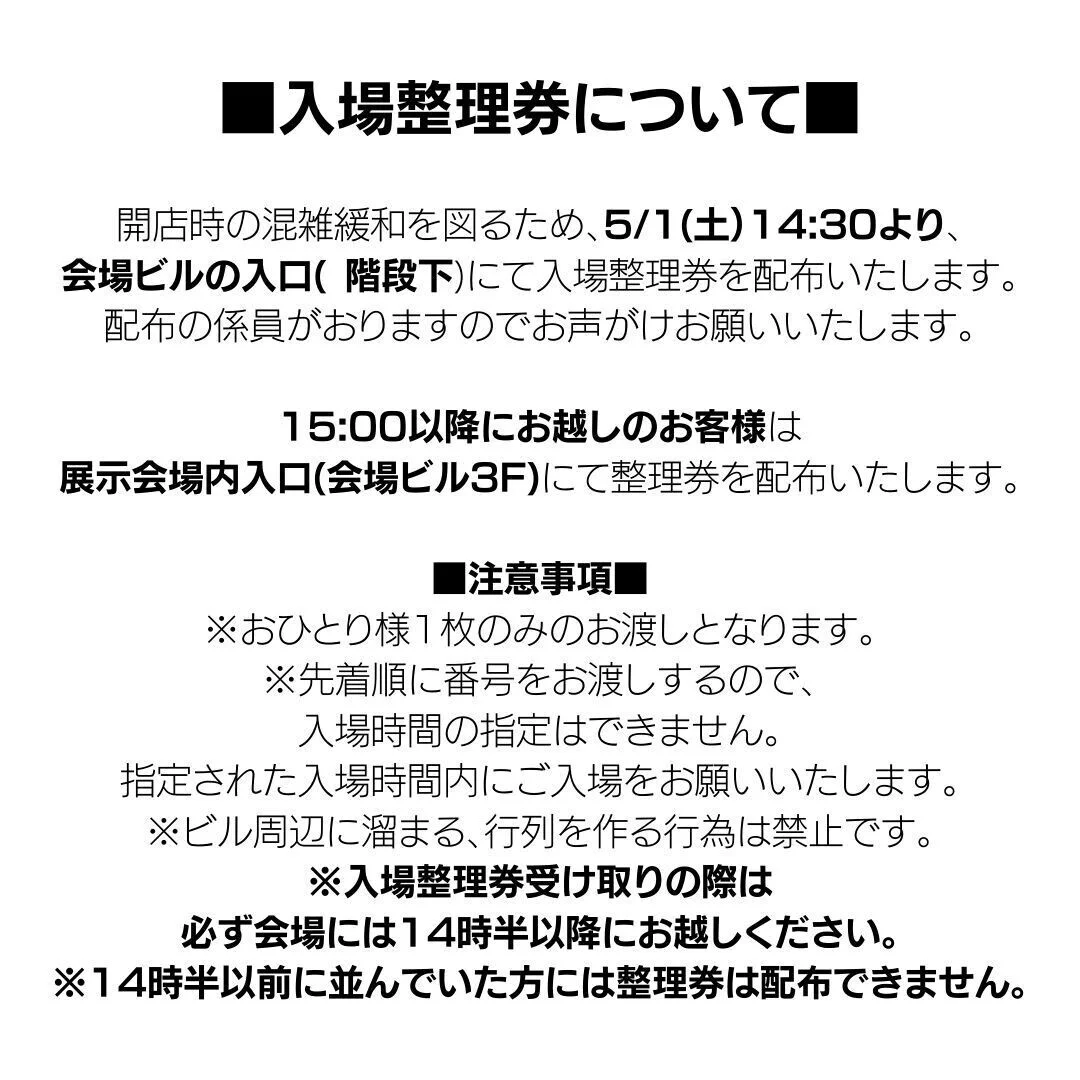 ■入場整理券について■
開店時の混雑緩和を図るため、5/1(土)14:30より、
会場ビルの入口( 階段下)にて入場整理券を配布いたします。
配布の係員がおりますのでお声がけお願いいたします。
15:00以降にお越しのお客様は
展示会場内入口(会場ビル3F)にて整理券を配布いたします。
■注意事項■
※おひとり様1枚のみのお渡しとなります。
※先着順に番号をお渡しするので、
入場時間の指定はできません。
指定された入場時間内にご入場をお願いいたします。
※ビル周辺に溜まる、行列を作る行為は禁止です。
※入場整理券受け取りの際は
必ず会場には14時半以降にお越しください。
※14時半以前に並んでいた方には整理券は配布できません。